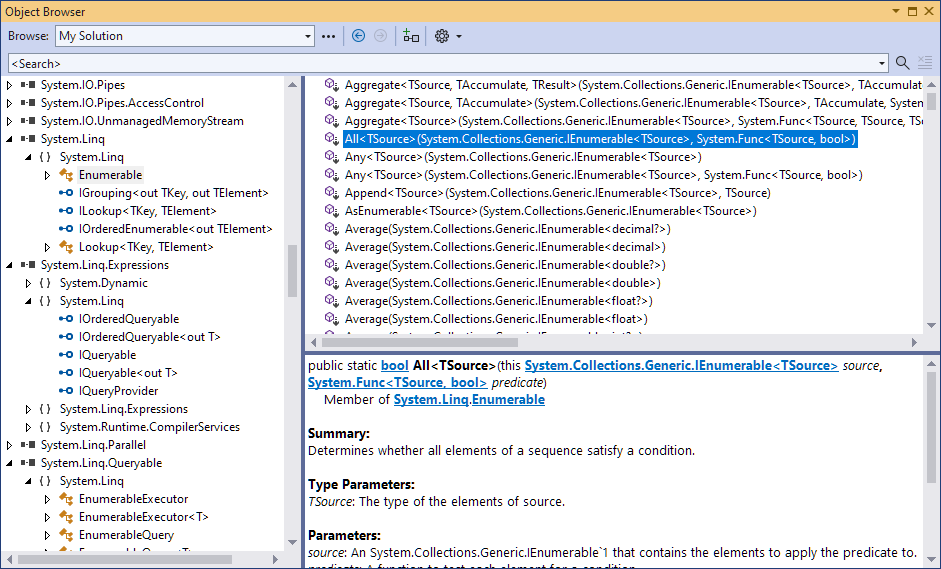 Object Browser
Browse: My Solution
<Search>
System.IO.Pipes
System.IO.Pipes.AccessControl
System.IO.UnmanagedMemoryStream
System.Linq
{ } System.Linq
Enumerable
IGrouping<out TKey, out TElement>
ILookup<TKey, TElement>
IOrderedEnumerable<out TElement>
Lookup<TKey, TElement>
System.Linq.Expressions
{ } System.Dynamic
{ } System.Linq
IOrderedQueryable
IOrderedQueryable<out T>
IQueryable
IQueryable<out T>
IQueryProvider
{ } System.Linq.Expressions
{ } System.Runtime.CompilerServices
System.Linq.Parallel
System.Linq.Queryable
{ } System.Linq
EnumerableExecutor
EnumerableExecutor<T>
EnumerableQuery
Aggregate<TSource, TAccumulate, TResult>(System.Collections.Generic.IEnumerable<TSource>, TAccumulate
Aggregate<TSource, TAccumulate>(System.Collections.Generic.IEnumerable<TSource>, TAccumulate, System
Aggregate<TSource>(System.Collections.Generic.IEnumerable<TSource>, System.Func<TSource, TSource, TS
All<TSource>(System.Collections.Generic.IEnumerable<TSource>, System.Func<TSource, bool>)
Any<TSource>(System.Collections.Generic.IEnumerable<TSource>)
Any<TSource>(System.Collections.Generic.IEnumerable<TSource>, System.Func<TSource, bool>)
Append<TSource>(System.Collections.Generic.IEnumerable<TSource>, TSource)
AsEnumerable<TSource>(System.Collections.Generic.IEnumerable<TSource>)
Average(System.Collections.Generic.IEnumerable<decimal?>)
Average(System.Collections.Generic.IEnumerable<decimal>)
Average(System.Collections.Generic.IEnumerable<double?>)
Average(System.Collections.Generic.IEnumerable<double>)
Average(System.Collections.Generic.IEnumerable<float?>)
Average(System.Collections.Generic.IEnumerable<float>)
public static bool All<TSource>(this System.Collections.Generic.IEnumerable<TSource> source,
System.Func<TSource, bool> predicate)
Member of System.Linq.Enumerable
Summary:
Determines whether all elements of a sequence satisfy a condition.
Type Parameters:
TSource: The type of the elements of source.
Parameters:
source: An System.Collections.Generic.IEnumerable`1 that contains the elements to apply the predicate to.
predicate: A function to test each element for a condition.